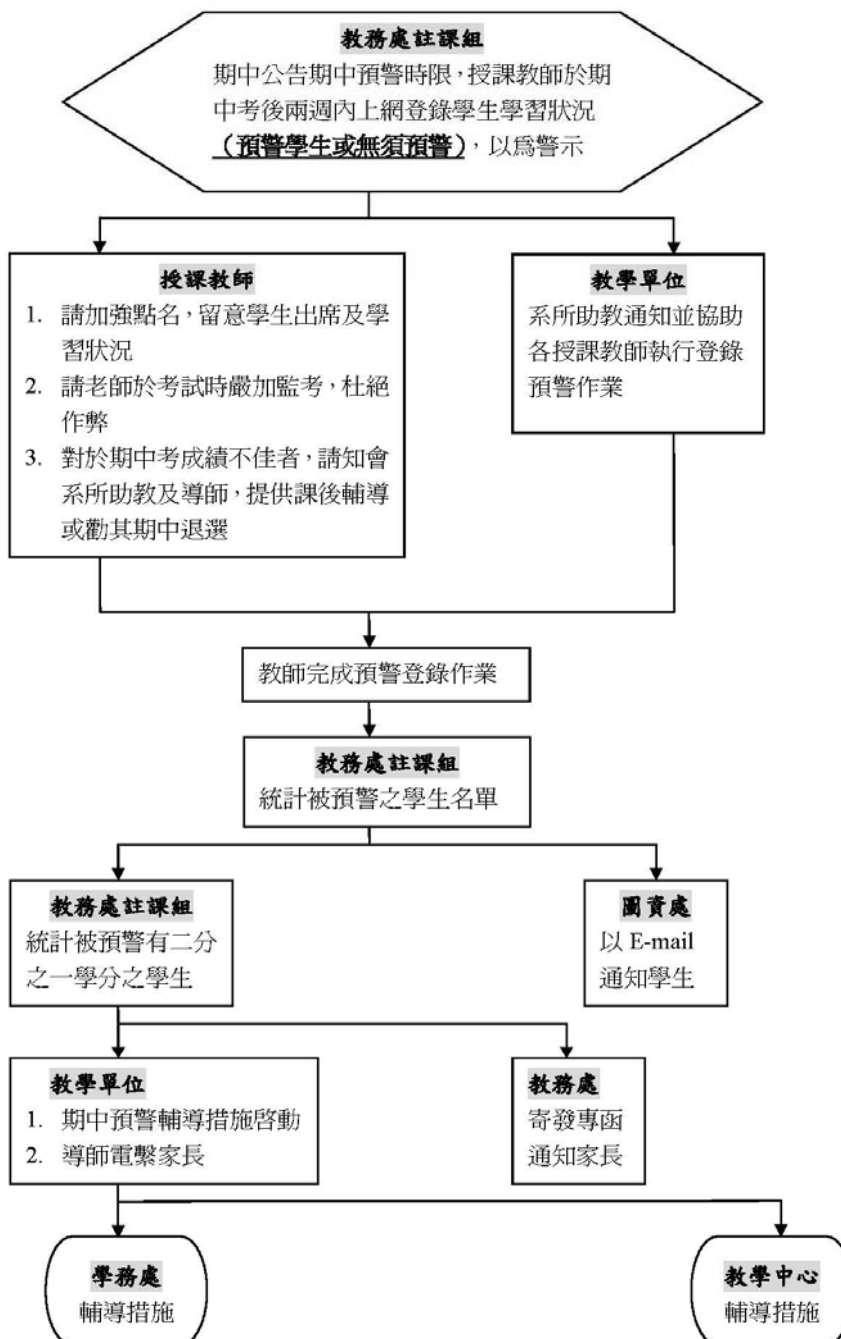 教務處註課組
期中公告期中預警時限，授課教師於期
中考後兩週內上網登錄學生學習狀況
（預警學生或無須預警），以為警示
授課教師
1. 請加強點名，留意學生出席及學
習狀況
2. 請老師於考試時嚴加監考，杜絕
作弊
3. 對於期中考成績不佳者，請知會
系所助教及導師，提供課後輔導
或勸其期中退選
教學單位
系所助教通知並協助
各授課教師執行登錄
預警作業
教師完成預警登錄作業
教務處註課組
統計被預警之學生名單
教務處註課組
統計被預警有二分
之一學分之學生
圖資處
以 E-mail
通知學生
教學單位
1. 期中預警輔導措施啟動
2. 導師電繫家長
教務處
寄發專函
通知家長
學務處
輔導措施
教學中心
輔導措施